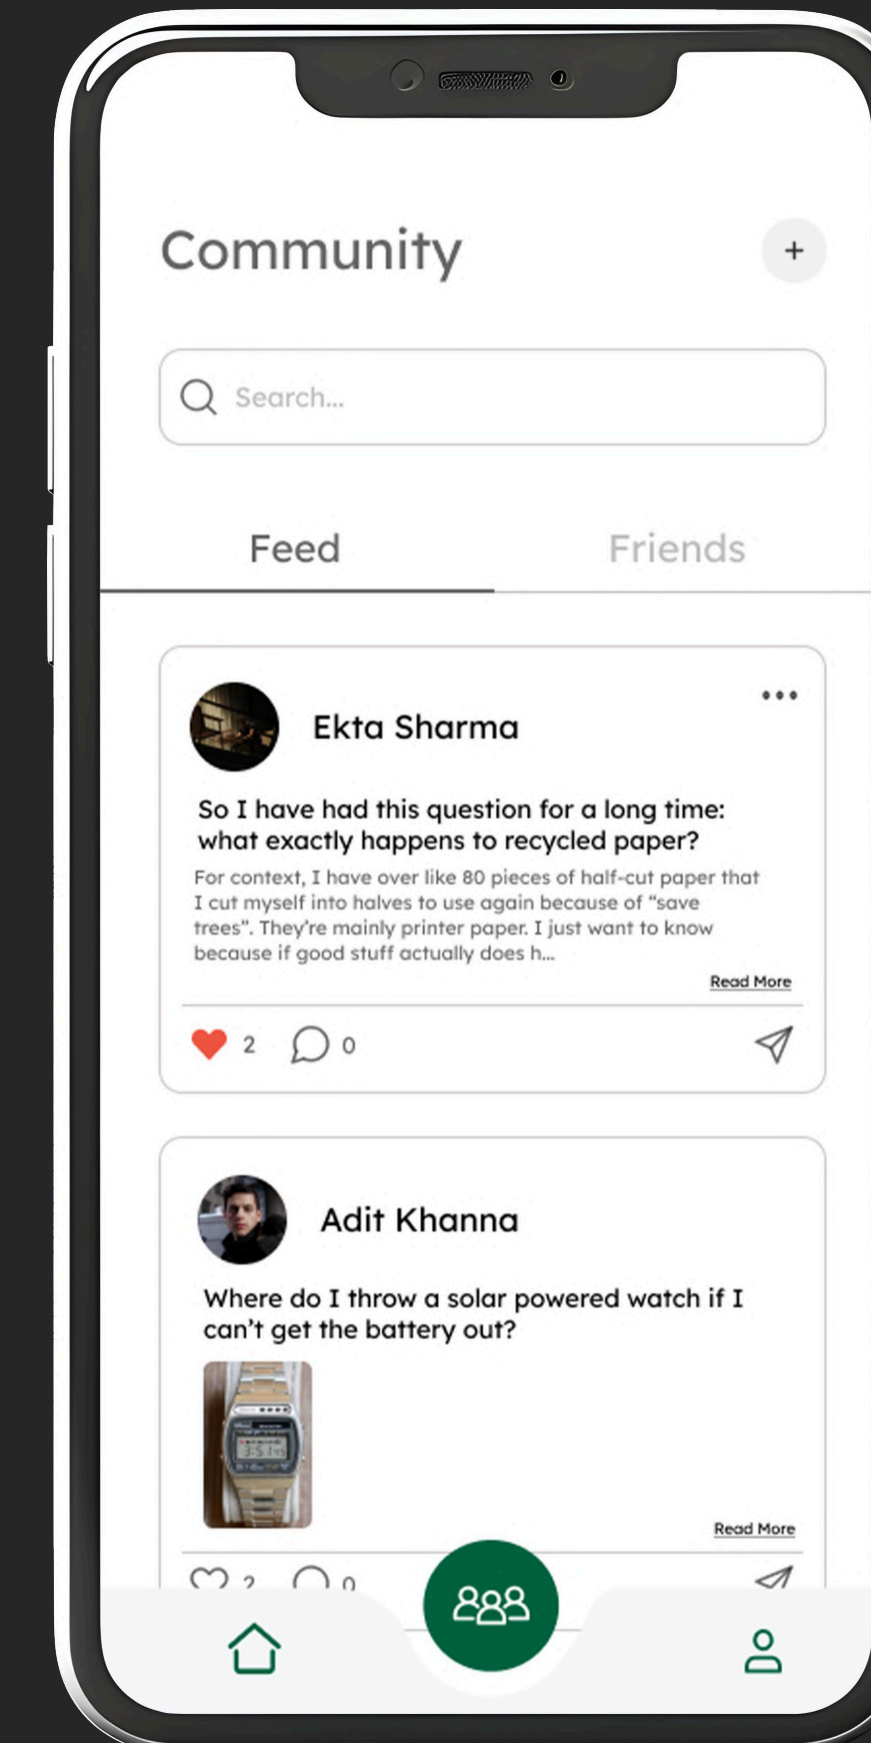 Community
+
Search...
Feed Friends
Ekta Sharma
So I have had this question for a long time:
what exactly happens to recycled paper?
For context, I have over like 80 pieces of half-cut paper that
I cut myself into halves to use again because of “save
trees”. They’re mainly printer paper. I just want to know
because if good stuff actually does h...
Read More
2 0
Adit Khanna
Where do I throw a solar powered watch if I
can’t get the battery out?
Read More
2 0